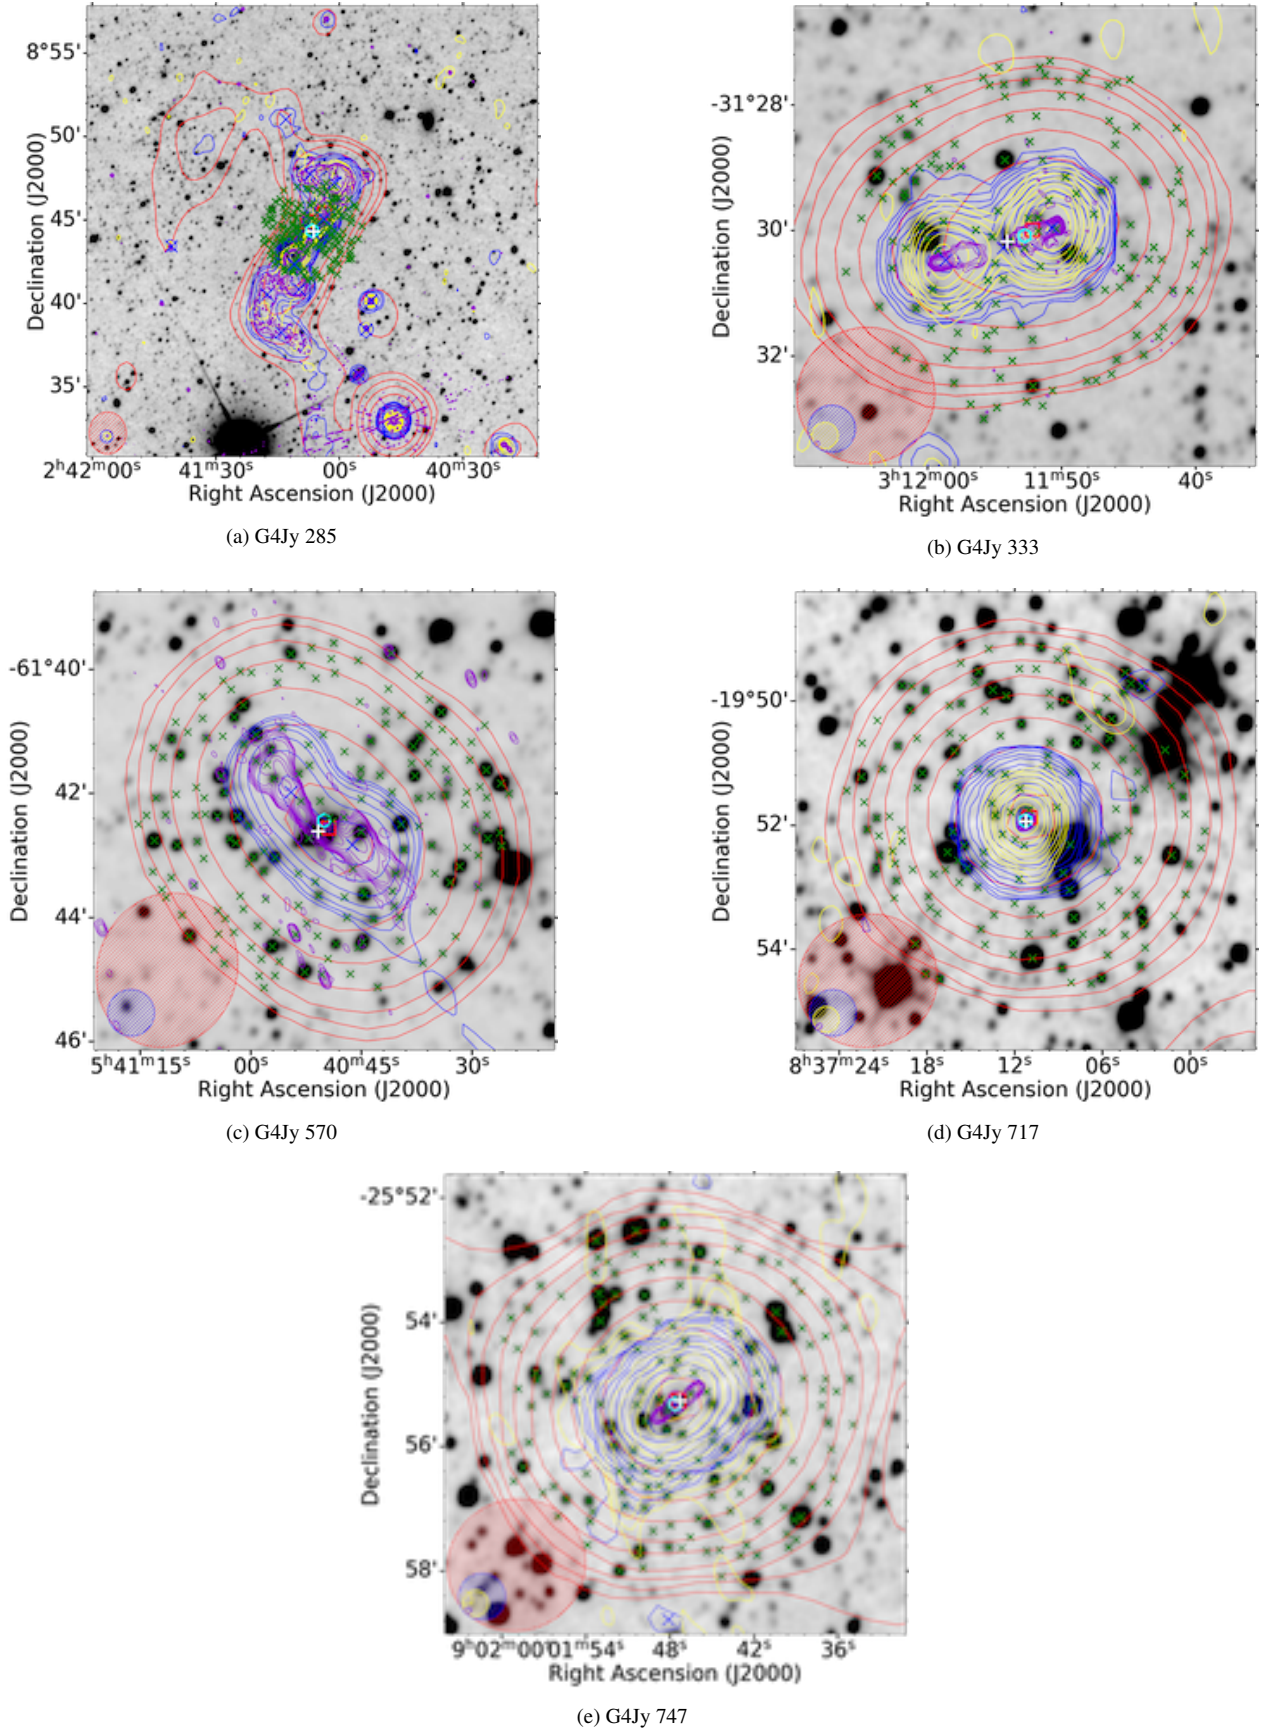 8°55'
50'
45'
40'
35'
Declination (J2000)
2ʰ42ᵐ00ˢ 41ᵐ30ˢ 00ˢ 40ᵐ30ˢ
Right Ascension (J2000)
(a) G4Jy 285
-31°28'
30'
32'
Declination (J2000)
3ʰ12ᵐ00ˢ 11ᵐ50ˢ 40ˢ
Right Ascension (J2000)
(b) G4Jy 333
-61°40'
42'
44'
46'
Declination (J2000)
5ʰ41ᵐ15ˢ 00ˢ 40ᵐ45ˢ 30ˢ
Right Ascension (J2000)
(c) G4Jy 570
-19°50'
52'
54'
Declination (J2000)
8ʰ37ᵐ24ˢ 18ˢ 12ˢ 06ˢ 00ˢ
Right Ascension (J2000)
(d) G4Jy 717
-25°52'
54'
56'
58'
Declination (J2000)
9ʰ02ᵐ00ˢ 01ᵐ54ˢ 48ˢ 42ˢ 36ˢ
Right Ascension (J2000)
(e) G4Jy 747